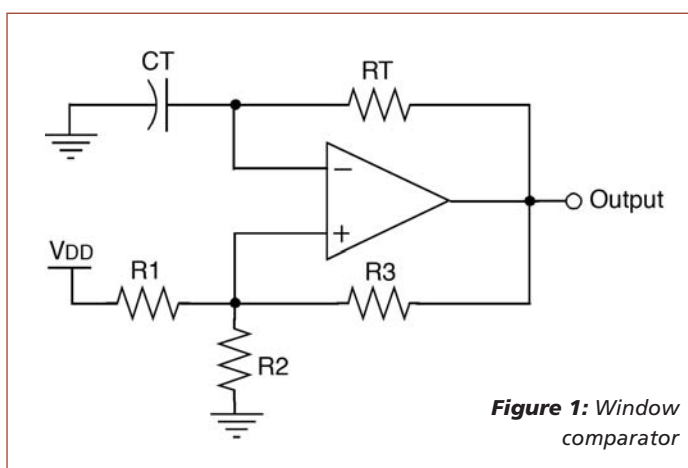 CT
RT
−
Output
VDD
+
R1
R3
R2
Figure 1: Window
comparator